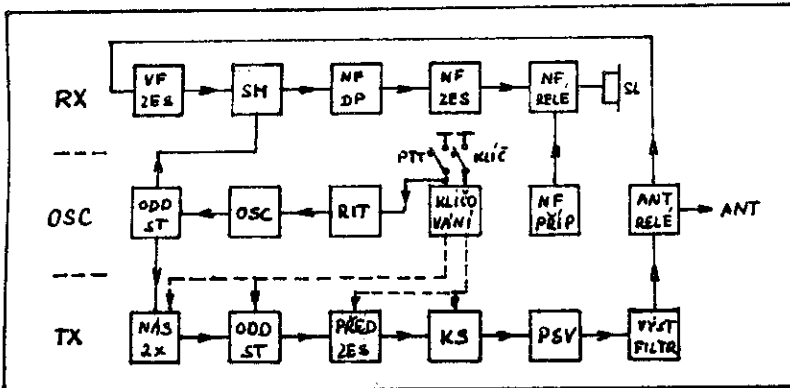 RX
VF
ZES
SM
NF
DP
NF
ZES
NF
RELÉ
SL
PTT
KLÍČ
OSC
ODD
ST
OSC
RIT
KLÍČO
VÁNÍ
NF
PŘÍP
ANT
RELÉ
ANT
TX
NÁS
2x
ODD
ST
PŘED
ZES
KS
PSV
VÝST
FILTR